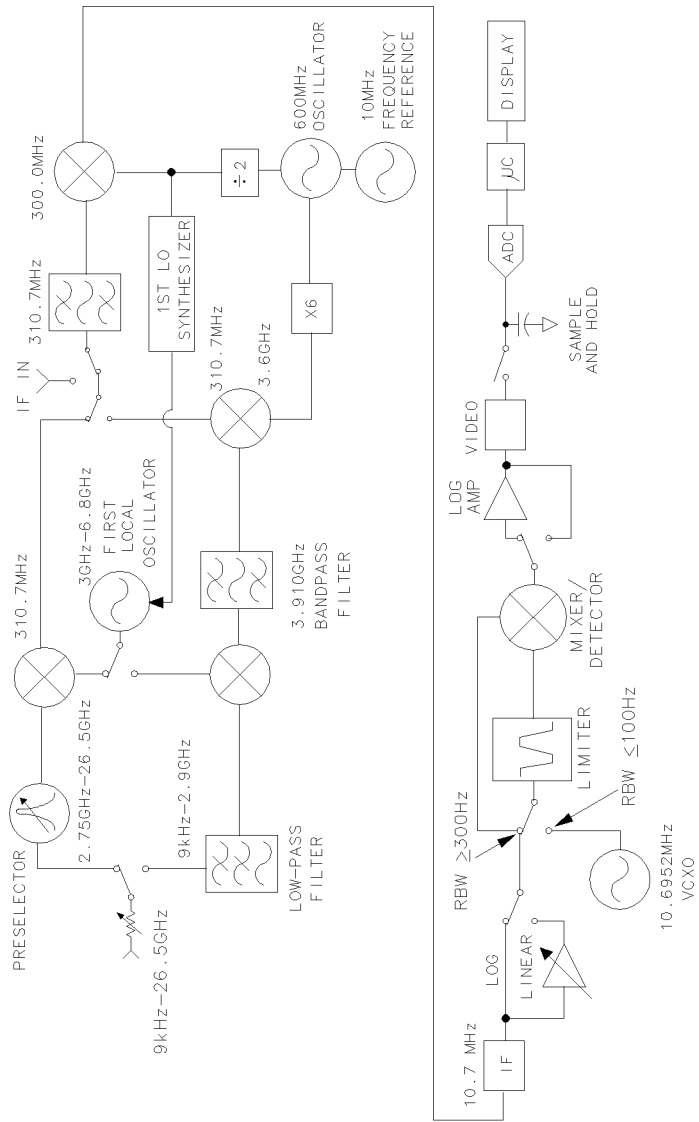 PRESELECTOR
310.7MHz
IF IN
310.7MHz
300.0MHz
2.75GHz-26.5GHz
3GHz-6.8GHz
FIRST
LOCAL
OSCILLATOR
1ST LO
SYNTHESIZER
÷2
600MHz
OSCILLATOR
10MHz
FREQUENCY
REFERENCE
9kHz-26.5GHz
9kHz-2.9GHz
LOW-PASS
FILTER
3.910GHz
BANDPASS
FILTER
310.7MHz
3.6GHz
X6
10.7 MHz
IF
LOG
LINEAR
RBW ≥300Hz
RBW ≤100Hz
10.6952MHz
VCXO
LIMITER
MIXER/
DETECTOR
LOG
AMP
VIDEO
SAMPLE
AND HOLD
ADC
µC
DISPLAY